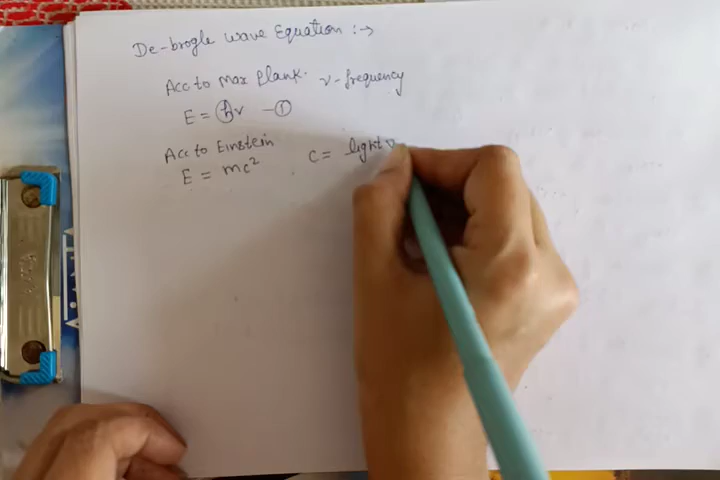 De-brogle wave Equation :→
Acc to Max Plank. ν - frequency
E = hν - ①
Acc to Einstein
E = mc² c = light